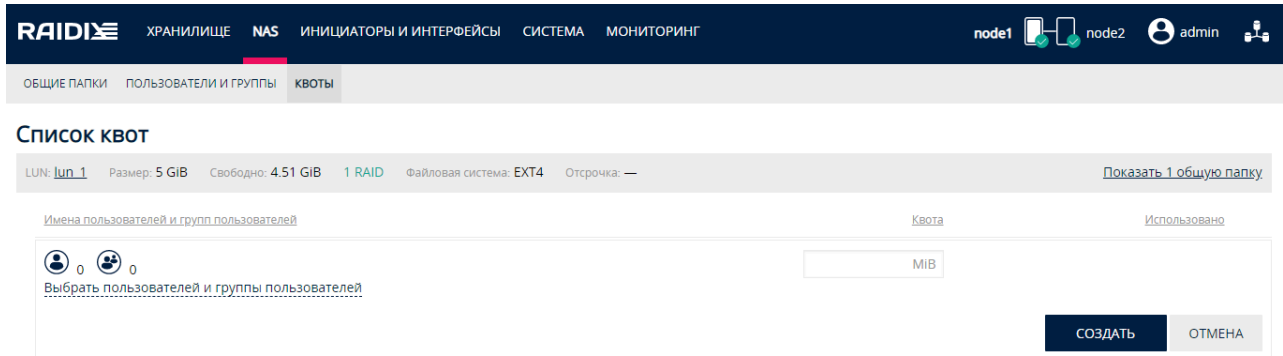 RAIDIX ХРАНИЛИЩЕ NAS ИНИЦИАТОРЫ И ИНТЕРФЕЙСЫ СИСТЕМА МОНИТОРИНГ node1 node2 admin
ОБЩИЕ ПАПКИ ПОЛЬЗОВАТЕЛИ И ГРУППЫ КВОТЫ
Список квот
LUN: lun_1 Размер: 5 GiB Свободно: 4.51 GiB 1 RAID Файловая система: EXT4 Отсрочка: — Показать 1 общую папку
Имена пользователей и групп пользователей Квота Использовано
0 0 MiB
Выбрать пользователей и группы пользователей
СОЗДАТЬ ОТМЕНА